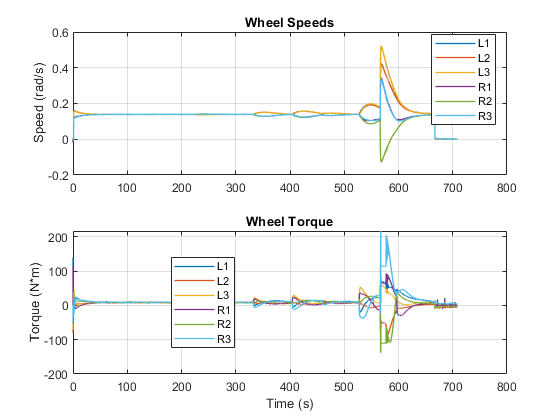 Wheel Speeds
Speed (rad/s)
0.6
0.4
0.2
0
-0.2
0 100 200 300 400 500 600 700 800
L1
L2
L3
R1
R2
R3
Wheel Torque
Torque (N*m)
200
100
0
-100
-200
0 100 200 300 400 500 600 700 800
L1
L2
L3
R1
R2
R3
Time (s)